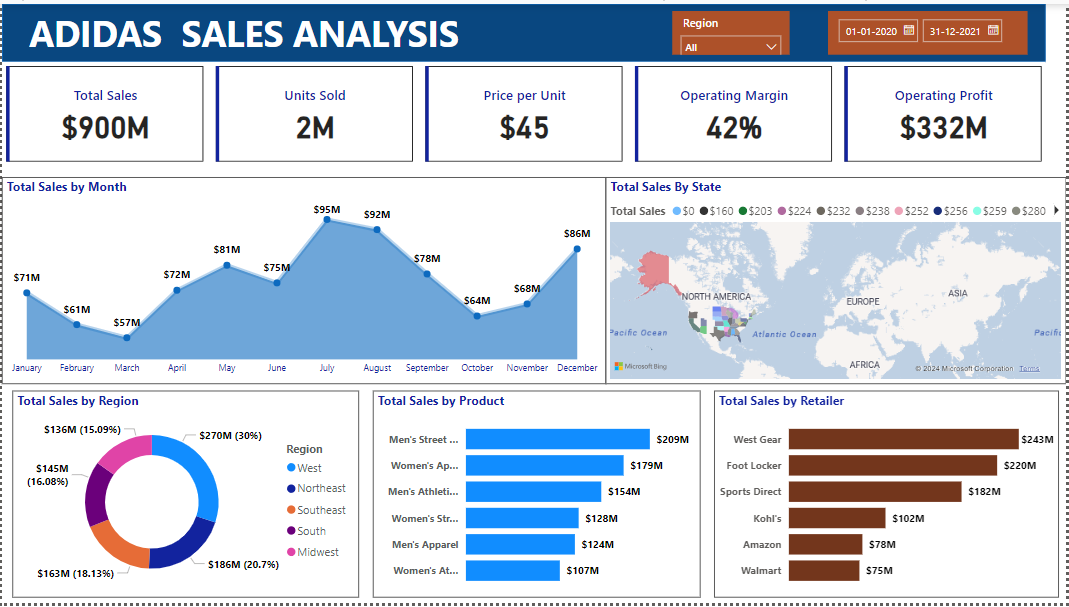 ADIDAS SALES ANALYSIS
Region
All
01-01-2020
31-12-2021
Total Sales
$900M
Units Sold
2M
Price per Unit
$45
Operating Margin
42%
Operating Profit
$332M
Total Sales by Month
$71M
$61M
$57M
$72M
$81M
$75M
$95M
$92M
$78M
$64M
$68M
$86M
January February March April May June July August September October November December
Total Sales By State
Total Sales $0 $160 $203 $224 $232 $238 $252 $256 $259 $280
NORTH AMERICA
EUROPE
ASIA
Pacific Ocean
Atlantic Ocean
Pacifi
AFRICA
Microsoft Bing
© 2024 Microsoft Corporation Terms
Total Sales by Region
$136M (15.09%)
$270M (30%)
$145M
(16.08%)
$163M (18.13%)
$186M (20.7%)
Region
West
Northeast
Southeast
South
Midwest
Total Sales by Product
Men's Street ... $209M
Women's Ap... $179M
Men's Athleti... $154M
Women's Str... $128M
Men's Apparel $124M
Women's At... $107M
Total Sales by Retailer
West Gear $243M
Foot Locker $220M
Sports Direct $182M
Kohl's $102M
Amazon $78M
Walmart $75M